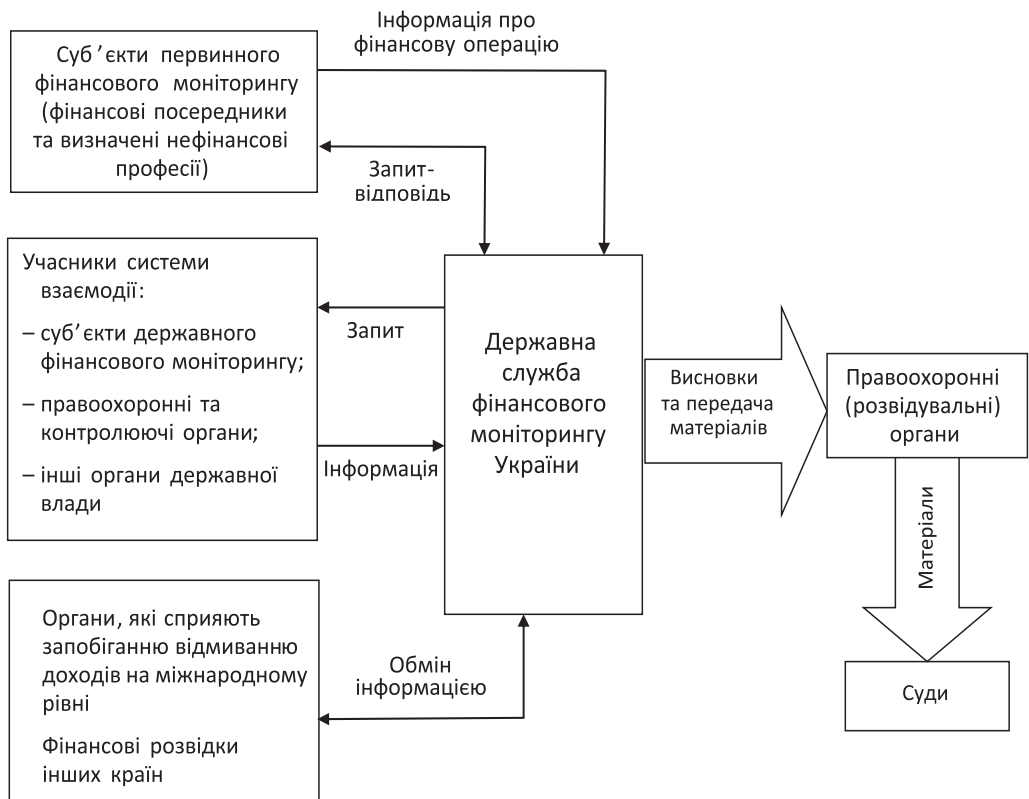 Інформація про
фінансову операцію
Суб’єкти первинного
фінансового моніторингу
(фінансові посередники
та визначені нефінансові
професії)
Запит-
відповідь
Учасники системи
взаємодії:
– суб’єкти державного
фінансового моніторингу;
– правоохоронні та
контролюючі органи;
– інші органи державної
влади
Запит
Інформація
Державна
служба
фінансового
моніторингу
України
Висновки
та передача
матеріалів
Правоохоронні
(розвідувальні)
органи
Матеріали
Суди
Органи, які сприяють
запобіганню відмиванню
доходів на міжнародному
рівні
Фінансові розвідки
інших країн
Обмін
інформацією